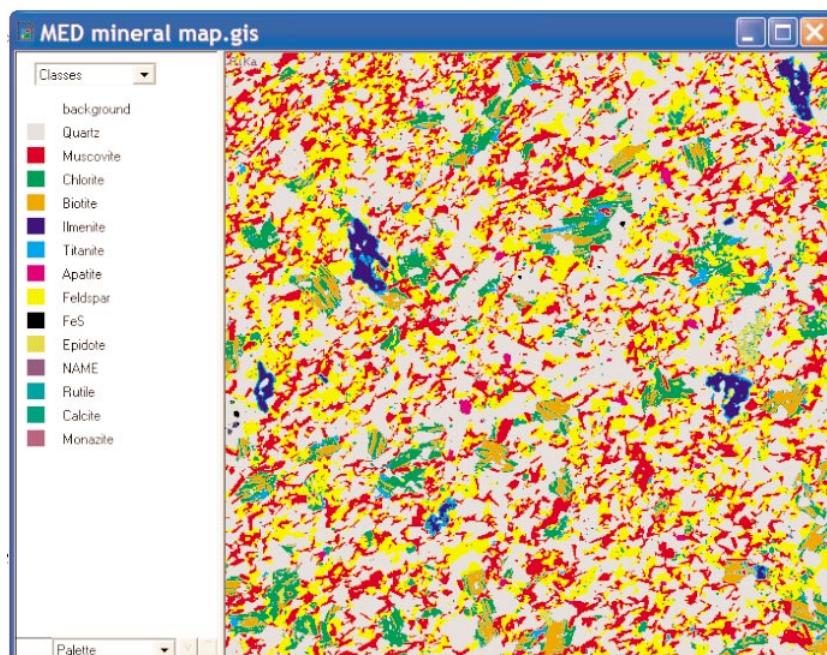 MED mineral map.gis
Classes
background
Quartz
Muscovite
Chlorite
Biotite
Ilmenite
Titanite
Apatite
Feldspar
FeS
Epidote
NAME
Rutile
Calcite
Monazite
Palette